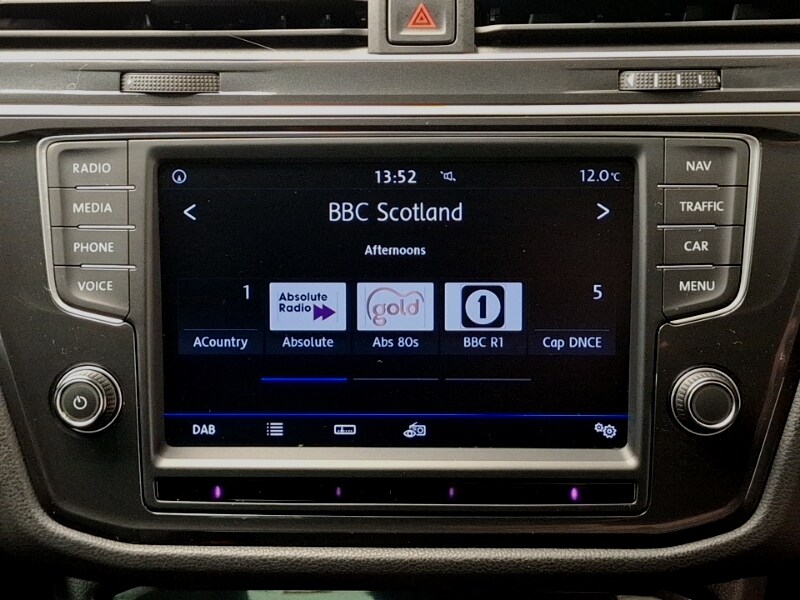 RADIO
MEDIA
PHONE
VOICE
13:52
12.0°C
< BBC Scotland >
Afternoons
1
Absolute
Radio
gold
1
5
ACountry
Absolute
Abs 80s
BBC R1
Cap DNCE
DAB
NAV
TRAFFIC
CAR
MENU